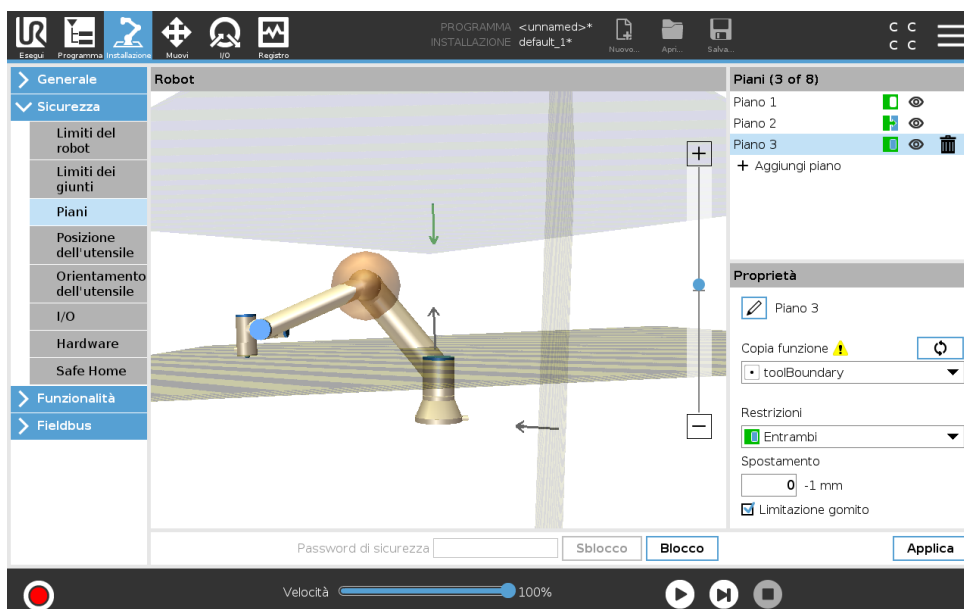 UR
PROGRAMMA <unnamed>*
INSTALLAZIONE default_1*
Esegui Programma Installazione Muovi I/O Registro
Nuovo... Apri... Salva...
C C
C C
Generale
Sicurezza
Limiti del
robot
Limiti dei
giunti
Piani
Posizione
dell'utensile
Orientamento
dell'utensile
I/O
Hardware
Safe Home
Funzionalità
Fieldbus
Robot
Piani (3 of 8)
Piano 1
Piano 2
Piano 3
+ Aggiungi piano
Proprietà
Piano 3
Copia funzione
toolBoundary
Restrizioni
Entrambi
Spostamento
0 -1 mm
Limitazione gomito
Password di sicurezza
Sblocco
Blocco
Applica
Velocità
100%